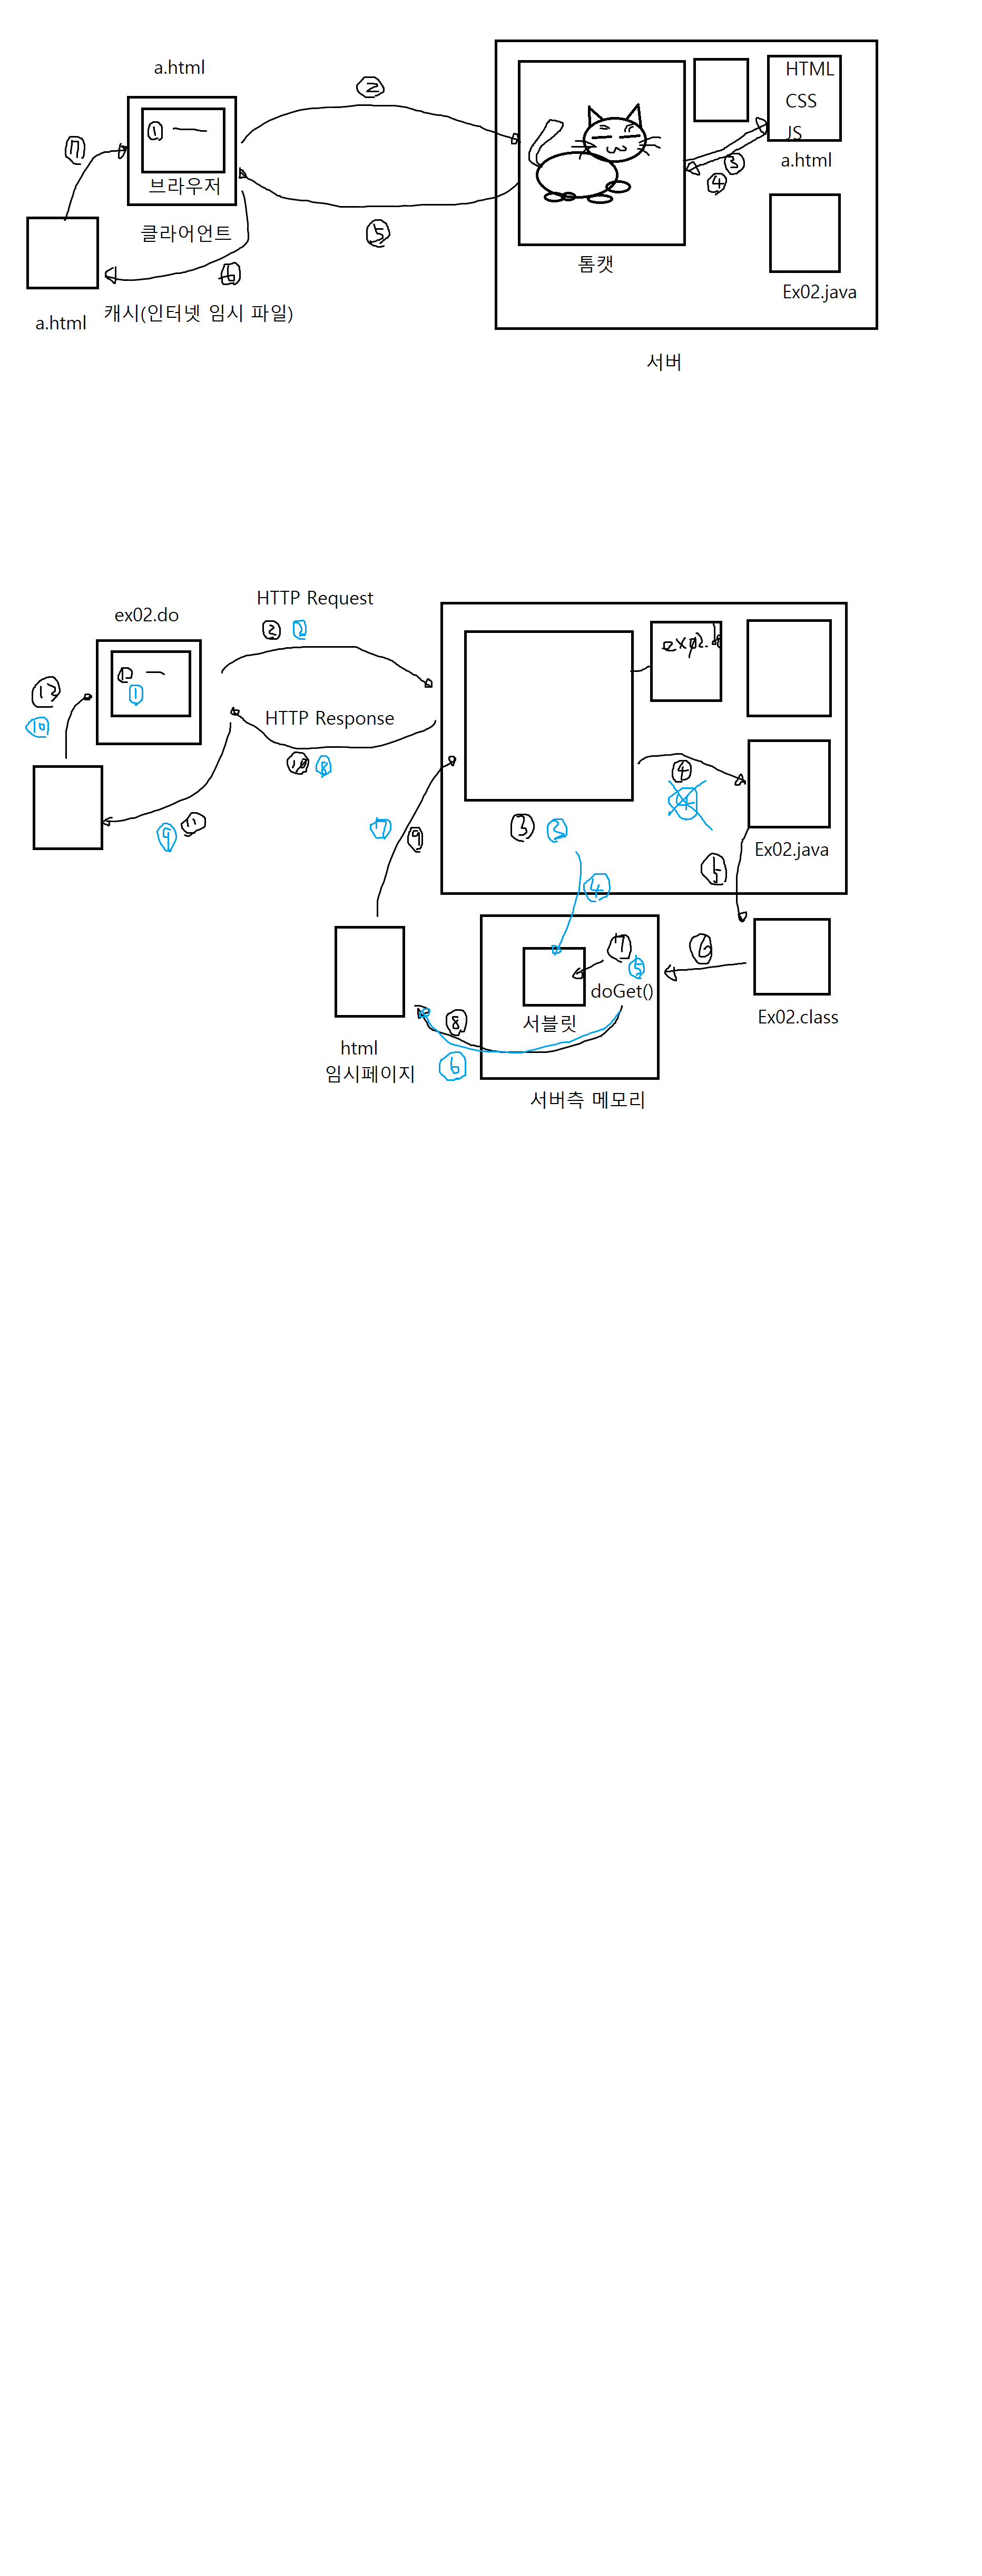 a.html
①
브라우저
클라어언트
②
⑤
⑦
⑥
a.html
캐시(인터넷 임시 파일)
톰캣
HTML
CSS
JS
a.html
③
④
Ex02.java
서버
ex02.do
HTTP Request
② ②
①
①
HTTP Response
⑩ ⑧
⑫
⑩
⑨ ⑪
③ ③
④
④
Ex02.java
⑤
④
⑦ ⑨
⑥
Ex02.class
⑦
⑤
doGet()
서블릿
⑧
⑥
html
임시페이지
서버측 메모리